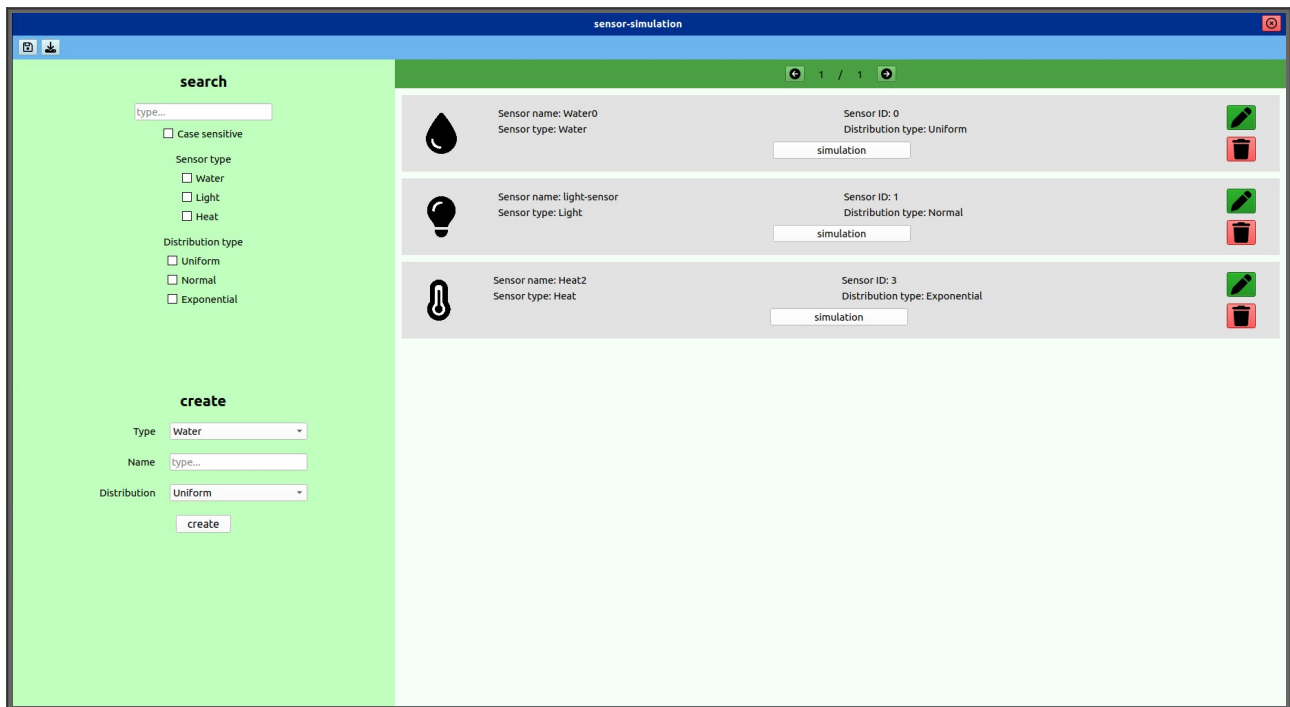 sensor-simulation
search
type...
Case sensitive
Sensor type
Water
Light
Heat
Distribution type
Uniform
Normal
Exponential
create
Type Water
Name type...
Distribution Uniform
create
1 / 1
Sensor name: Water0 Sensor ID: 0
Sensor type: Water Distribution type: Uniform
simulation
Sensor name: light-sensor Sensor ID: 1
Sensor type: Light Distribution type: Normal
simulation
Sensor name: Heat2 Sensor ID: 3
Sensor type: Heat Distribution type: Exponential
simulation